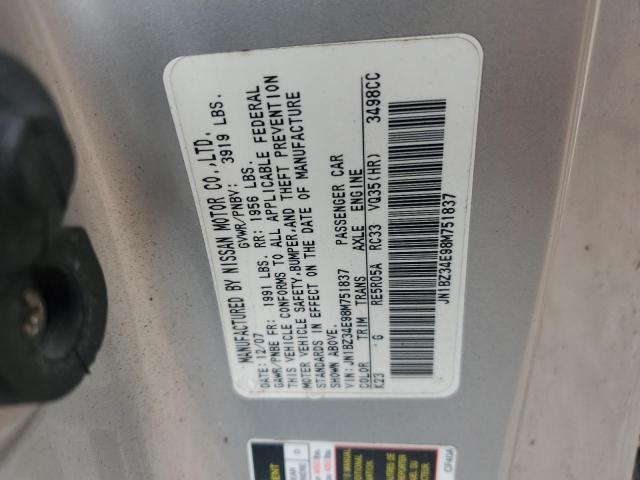 MANUFACTURED BY NISSAN MOTOR CO.,LTD.
DATE: 12/07 GVWR/PNBV: 3919 LBS.
GAWR/PNBE FR: 1991 LBS. RR: 1956 LBS.
THIS VEHICLE CONFORMS TO ALL APPLICABLE FEDERAL
MOTOR VEHICLE SAFETY,BUMPER,AND THEFT PREVENTION
STANDARDS IN EFFECT ON THE DATE OF MANUFACTURE
SHOWN ABOVE.
VIN:JN1BZ34E98M751837 PASSENGER CAR
COLOR TRIM TRANS AXLE ENGINE
K23 G RE5R05A RC33 VQ35(HR) 3498CC
JN1BZ34E98M751837